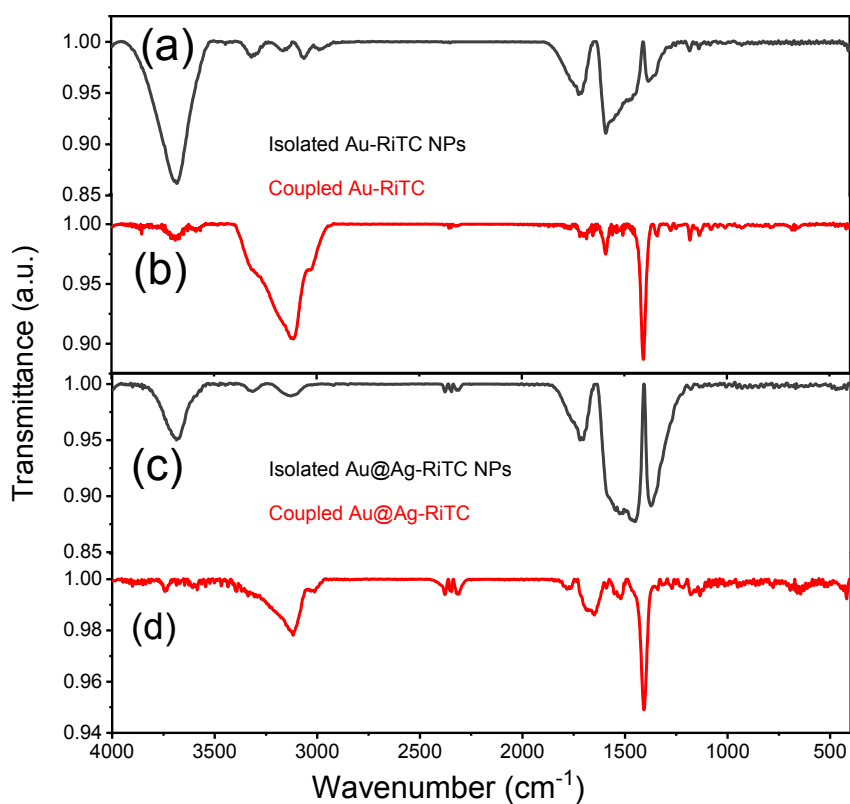 (a)
1.00
0.95
0.90
0.85
Isolated Au-RiTC NPs
Coupled Au-RiTC
1.00
0.95
0.90
(b)
1.00
0.95
0.90
0.85
(c)
Isolated Au@Ag-RiTC NPs
Coupled Au@Ag-RiTC
1.00
0.98
0.96
0.94
(d)
Transmittance (a.u.)
4000 3500 3000 2500 2000 1500 1000 500
Wavenumber (cm⁻¹)